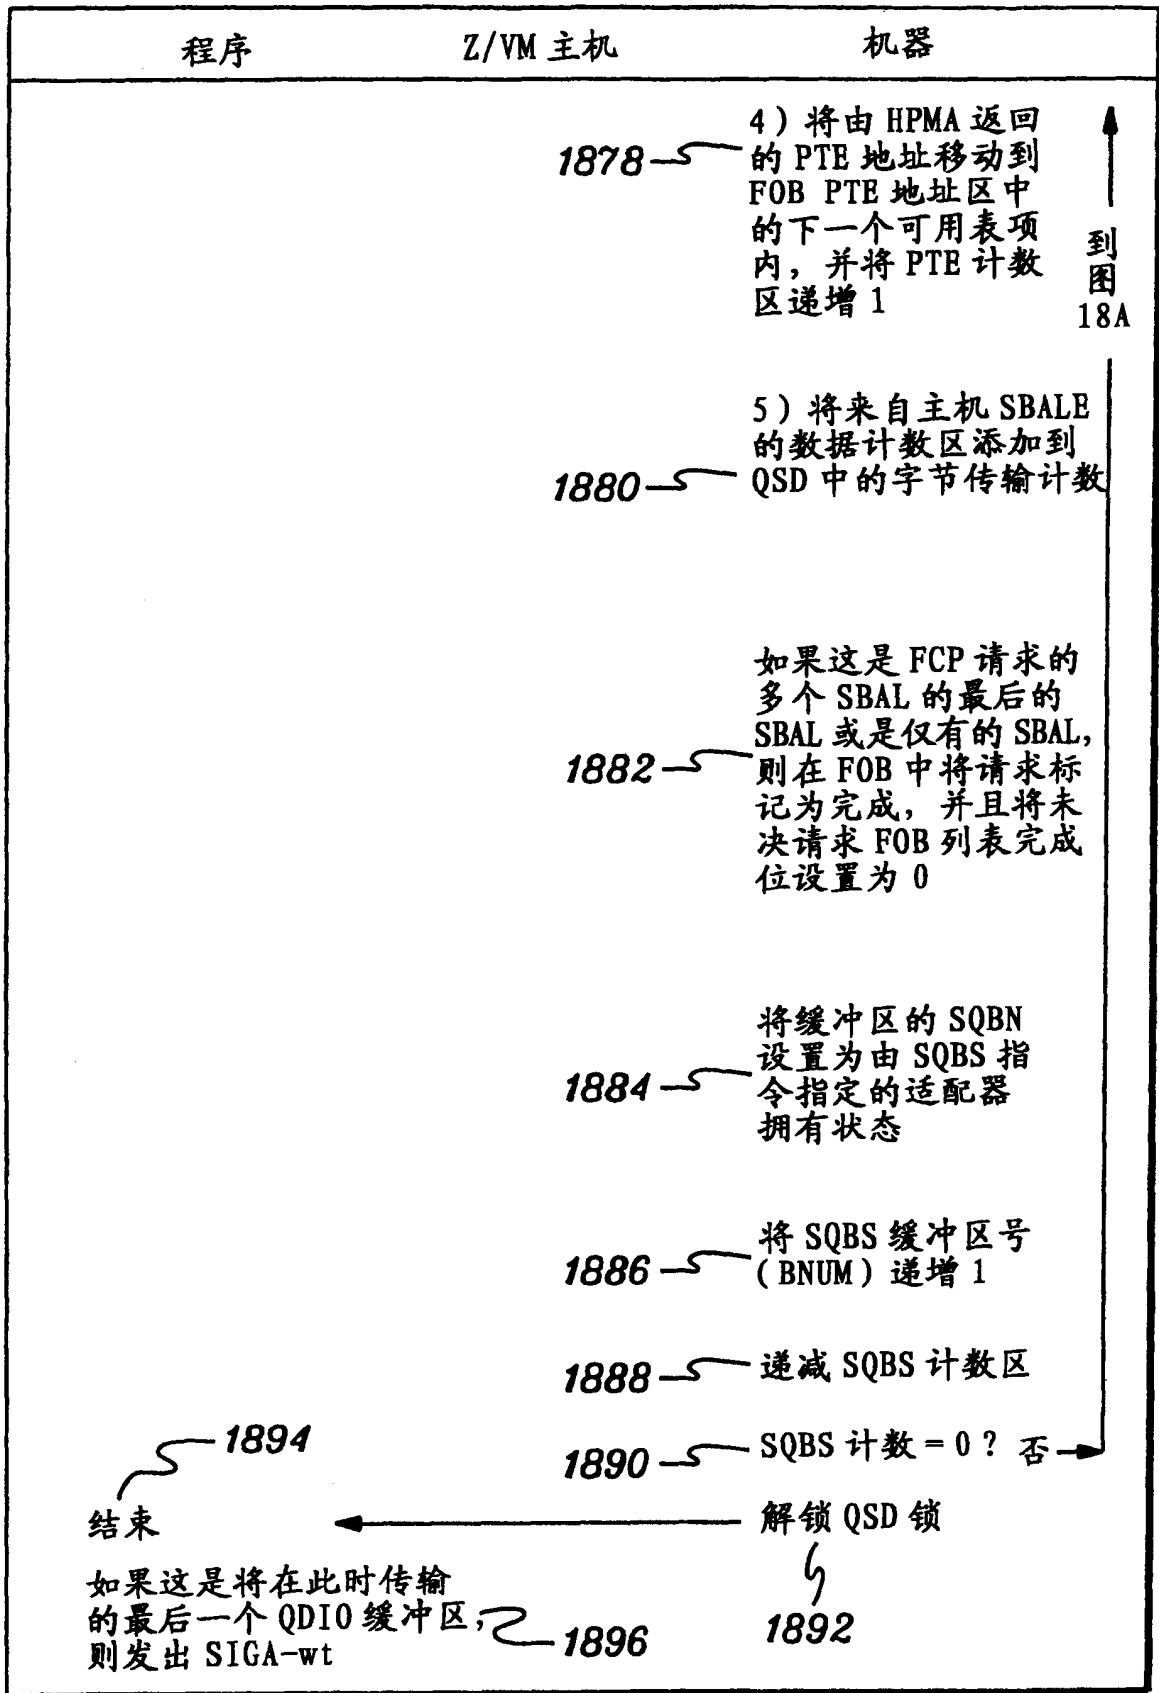 程序
Z/VM 主机
机器
1878
4）将由 HPMA 返回
的 PTE 地址移动到
FOB PTE 地址区中
的下一个可用表项
内，并将 PTE 计数
区递增 1
到
图
18A
1880
5）将来自主机 SBALE
的数据计数区添加到
QSD 中的字节传输计数
1882
如果这是 FCP 请求的
多个 SBAL 的最后的
SBAL 或是仅有的 SBAL，
则在 FOB 中将请求标
记为完成，并且将未
决请求 FOB 列表完成
位设置为 0
1884
将缓冲区的 SQBN
设置为由 SQBS 指
令指定的适配器
拥有状态
1886
将 SQBS 缓冲区号
（BNUM）递增 1
1888
递减 SQBS 计数区
1890
SQBS 计数 = 0？ 否
1894
结束
解锁 QSD 锁
1892
如果这是将在此时传输
的最后一个 QDIO 缓冲区，
则发出 SIGA-wt
1896